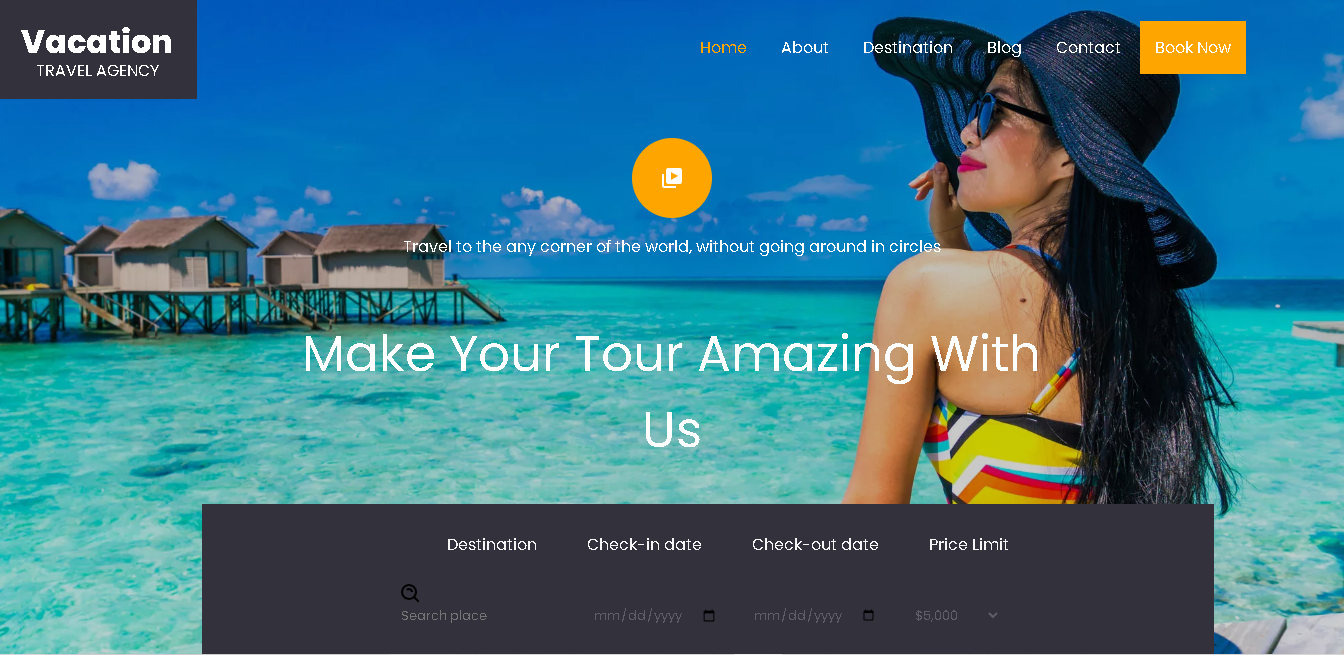 Vacation
TRAVEL AGENCY
Home About Destination Blog Contact Book Now
Travel to the any corner of the world, without going around in circles
Make Your Tour Amazing With
Us
Destination Check-in date Check-out date Price Limit
Search place mm/dd/yyyy mm/dd/yyyy $5,000